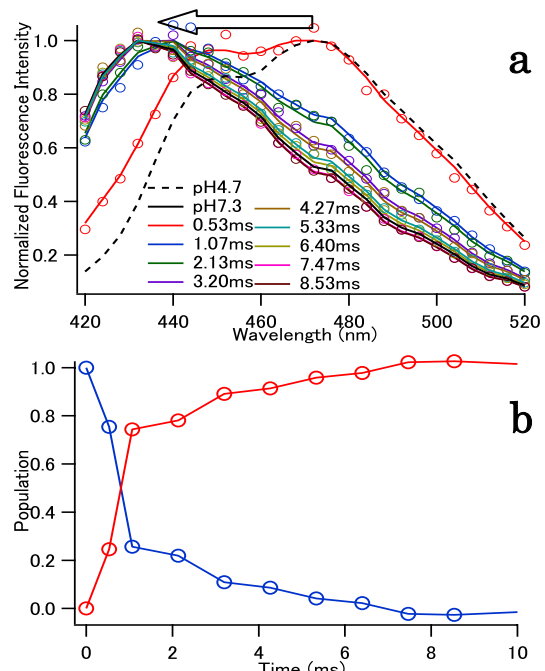 a
Normalized Fluorescence Intensity
1.0
0.8
0.6
0.4
0.2
pH4.7
pH7.3
0.53ms
1.07ms
2.13ms
3.20ms
4.27ms
5.33ms
6.40ms
7.47ms
8.53ms
420 440 460 480 500 520
Wavelength (nm)
b
Population
1.0
0.8
0.6
0.4
0.2
0.0
0 2 4 6 8 10
Time (ms)